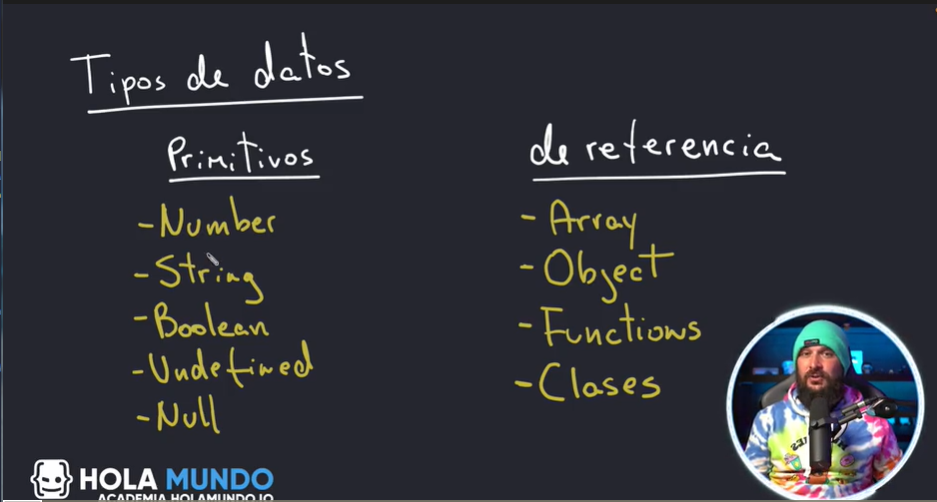 Tipos de datos
Primitivos
- Number
- String
- Boolean
- Undefined
- Null
de referencia
- Array
- Object
- Functions
- Clases
HOLA MUNDO
ACADEMIA.HOLAMUNDO.IO